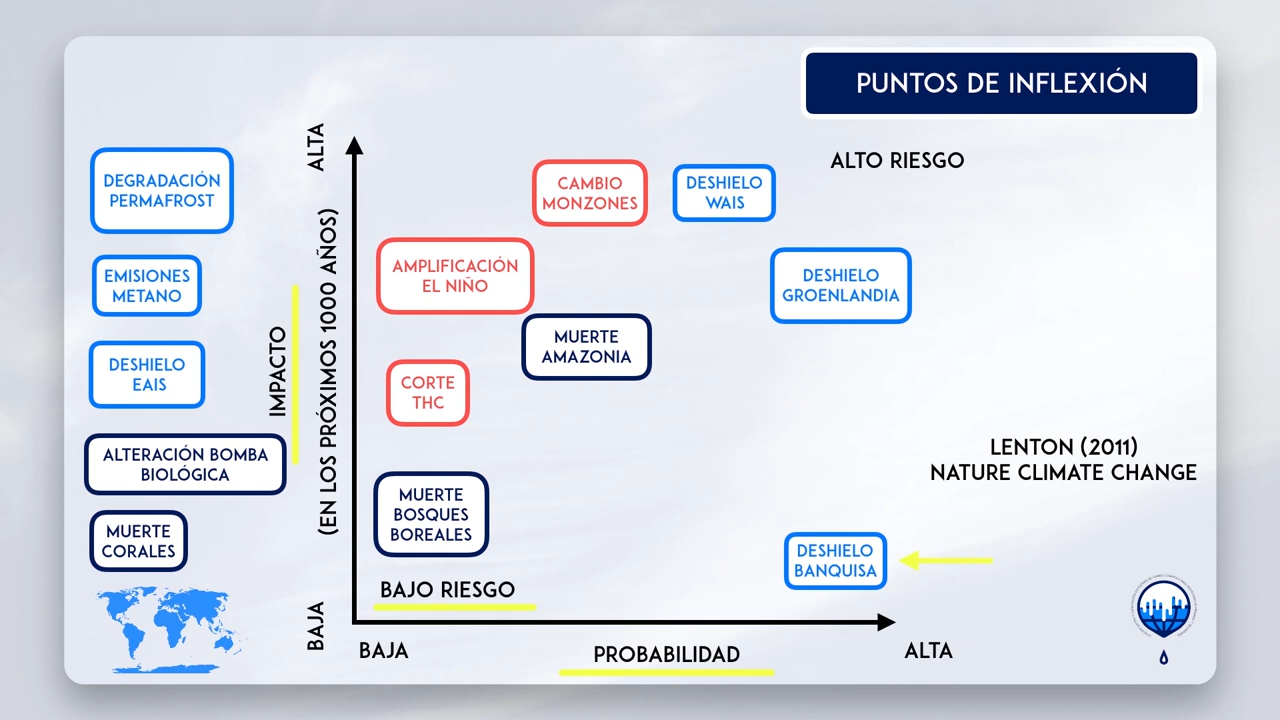 PUNTOS DE INFLEXIÓN
ALTO RIESGO
DEGRADACIÓN
PERMAFROST
EMISIONES
METANO
DESHIELO
EAIS
ALTERACIÓN BOMBA
BIOLÓGICA
MUERTE
CORALES
IMPACTO
(EN LOS PRÓXIMOS 1000 AÑOS)
ALTA
BAJA
CAMBIO
MONZONES
DESHIELO
WAIS
AMPLIFICACIÓN
EL NIÑO
DESHIELO
GROENLANDIA
MUERTE
AMAZONIA
CORTE
THC
MUERTE
BOSQUES
BOREALES
DESHIELO
BANQUISA
BAJO RIESGO
BAJA
PROBABILIDAD
ALTA
LENTON (2011)
NATURE CLIMATE CHANGE